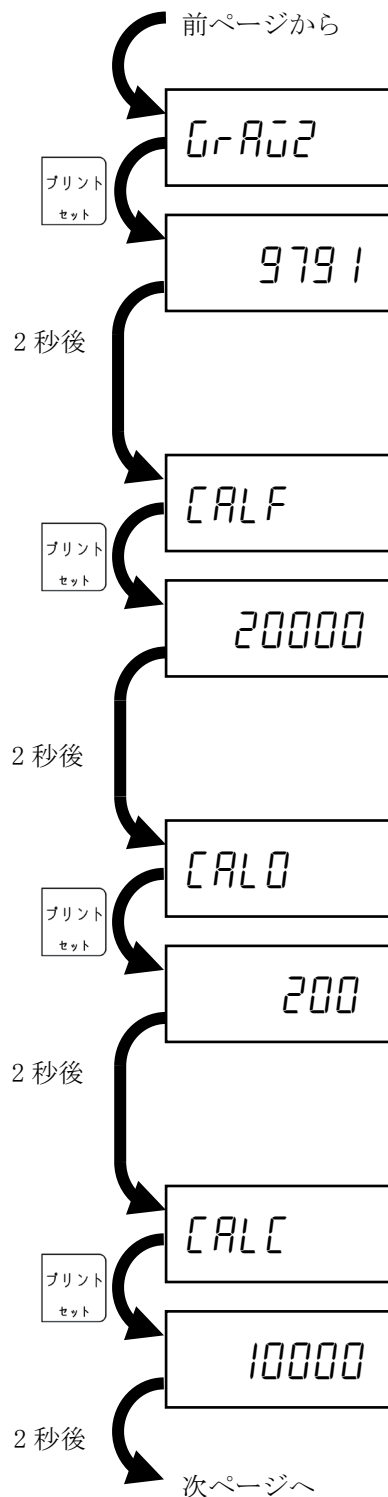 前ページから
GrAv2
プリント
セット
9791
2 秒後
CALF
プリント
セット
20000
2 秒後
CAL0
プリント
セット
200
2 秒後
CALC
プリント
セット
10000
2 秒後
次ページへ